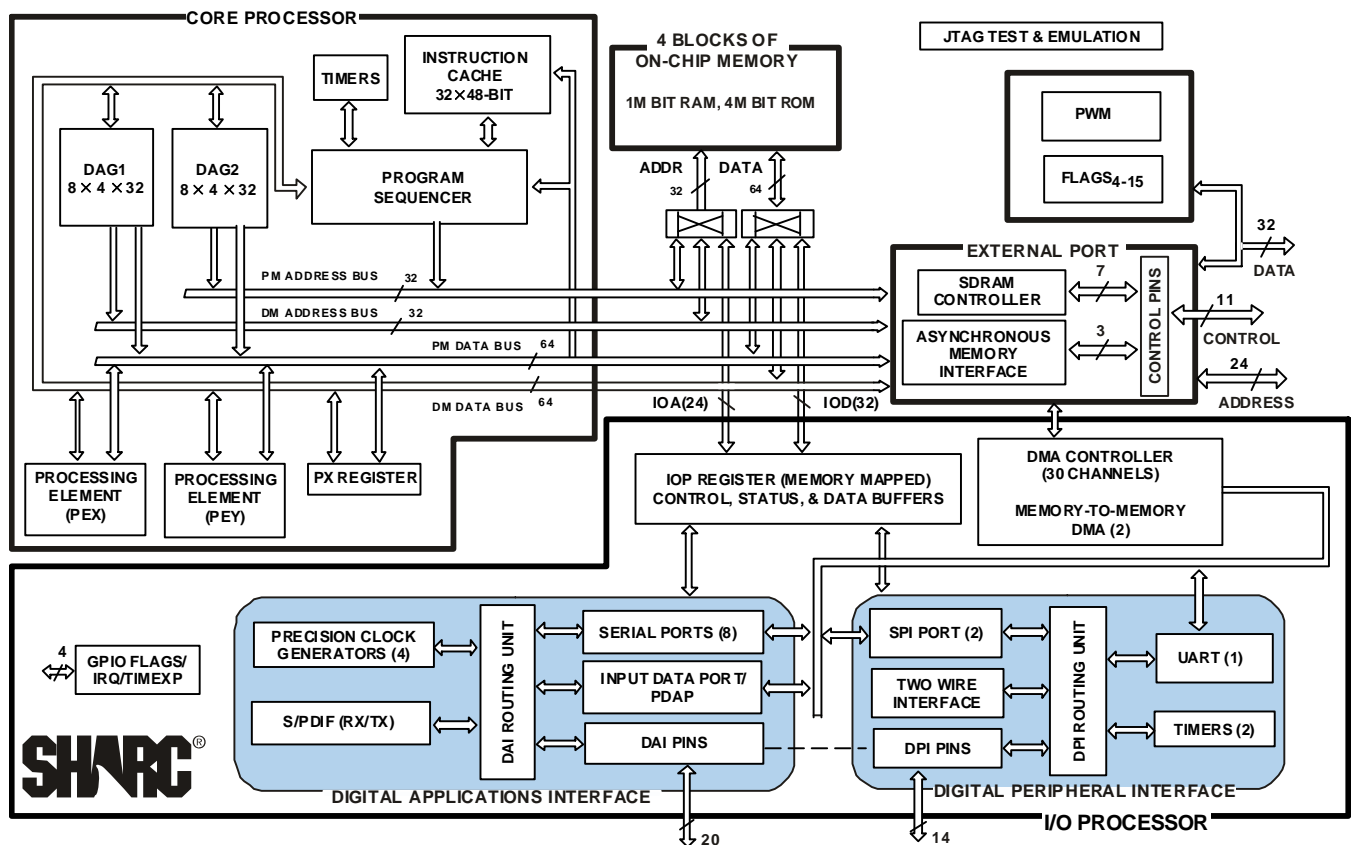 CORE PROCESSOR
TIMERS
INSTRUCTION
CACHE
32×48-BIT
DAG1
8×4×32
DAG2
8×4×32
PROGRAM
SEQUENCER
PM ADDRESS BUS
32
DM ADDRESS BUS
32
PM DATA BUS
64
DM DATA BUS
64
PROCESSING
ELEMENT
(PEX)
PROCESSING
ELEMENT
(PEY)
PX REGISTER
4 BLOCKS OF
ON-CHIP MEMORY
1M BIT RAM, 4M BIT ROM
ADDR
32
DATA
64
IOA(24)
IOD(32)
JTAG TEST & EMULATION
PWM
FLAGS4-15
EXTERNAL PORT
SDRAM
CONTROLLER
7
ASYNCHRONOUS
MEMORY
INTERFACE
3
CONTROL PINS
32
DATA
11
CONTROL
24
ADDRESS
IOP REGISTER (MEMORY MAPPED)
CONTROL, STATUS, & DATA BUFFERS
DMA CONTROLLER
(30 CHANNELS)
MEMORY-TO-MEMORY
DMA (2)
4
GPIO FLAGS/
IRQ/TIMEXP
PRECISION CLOCK
GENERATORS (4)
S/PDIF (RX/TX)
DAI ROUTING UNIT
SERIAL PORTS (8)
INPUT DATA PORT/
PDAP
DAI PINS
DIGITAL APPLICATIONS INTERFACE
20
SPI PORT (2)
TWO WIRE
INTERFACE
DPI PINS
DPI ROUTING UNIT
UART (1)
TIMERS (2)
DIGITAL PERIPHERAL INTERFACE
14
I/O PROCESSOR
SHARC®